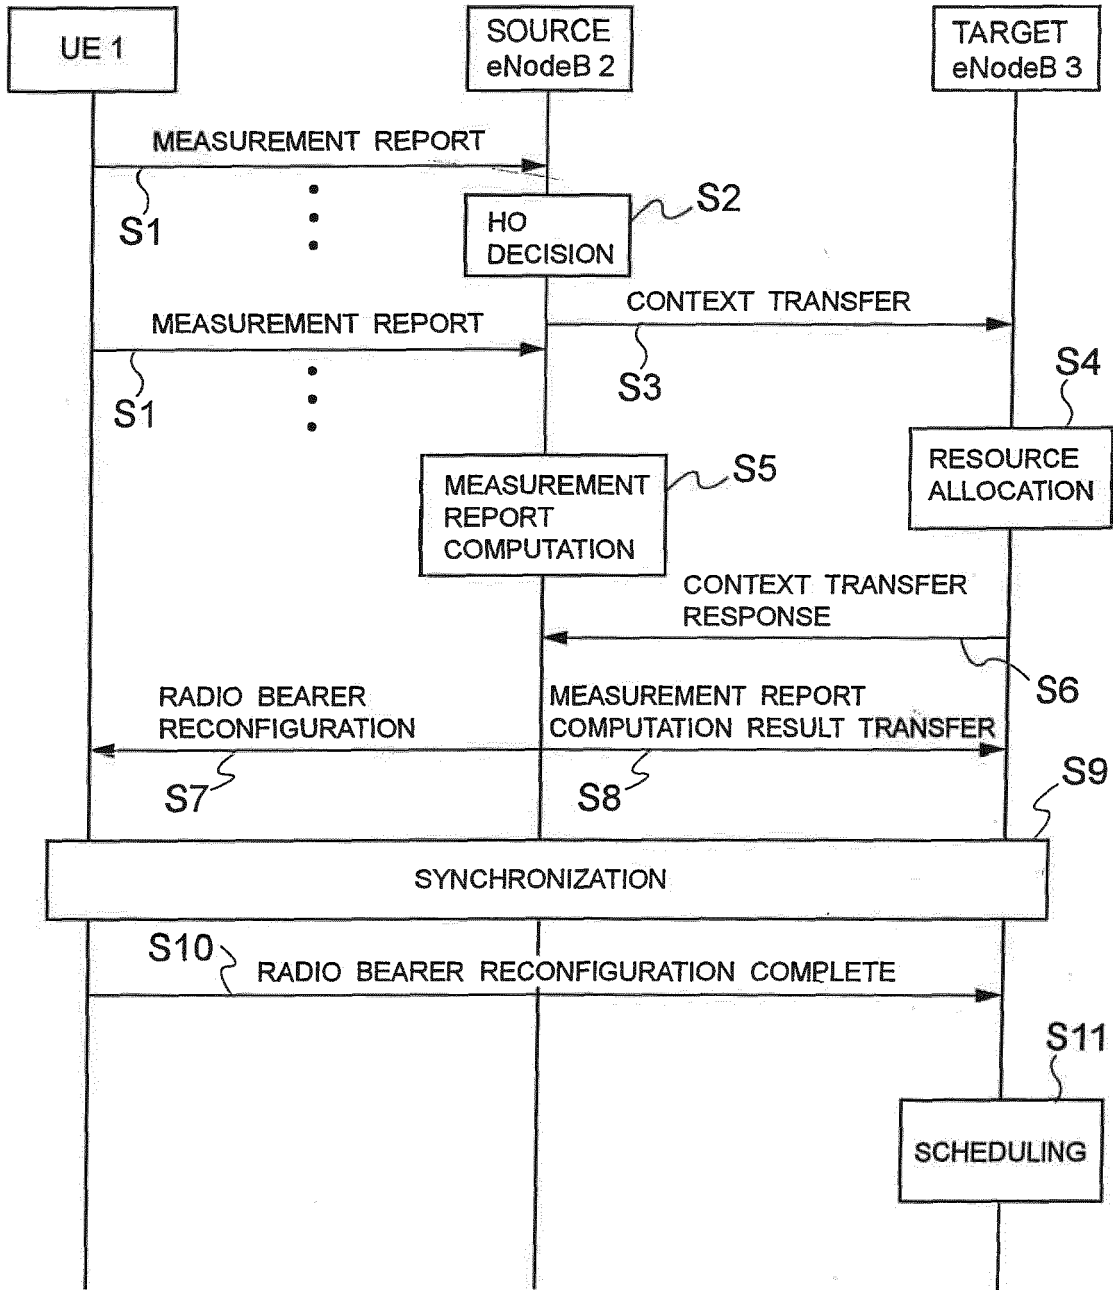 UE 1
SOURCE
eNodeB 2
TARGET
eNodeB 3
MEASUREMENT REPORT
S1
HO
DECISION
S2
CONTEXT TRANSFER
S3
MEASUREMENT REPORT
S1
S4
RESOURCE
ALLOCATION
MEASUREMENT
REPORT
COMPUTATION
S5
CONTEXT TRANSFER
RESPONSE
S6
RADIO BEARER
RECONFIGURATION
S7
MEASUREMENT REPORT
COMPUTATION RESULT TRANSFER
S8
S9
SYNCHRONIZATION
S10
RADIO BEARER RECONFIGURATION COMPLETE
S11
SCHEDULING